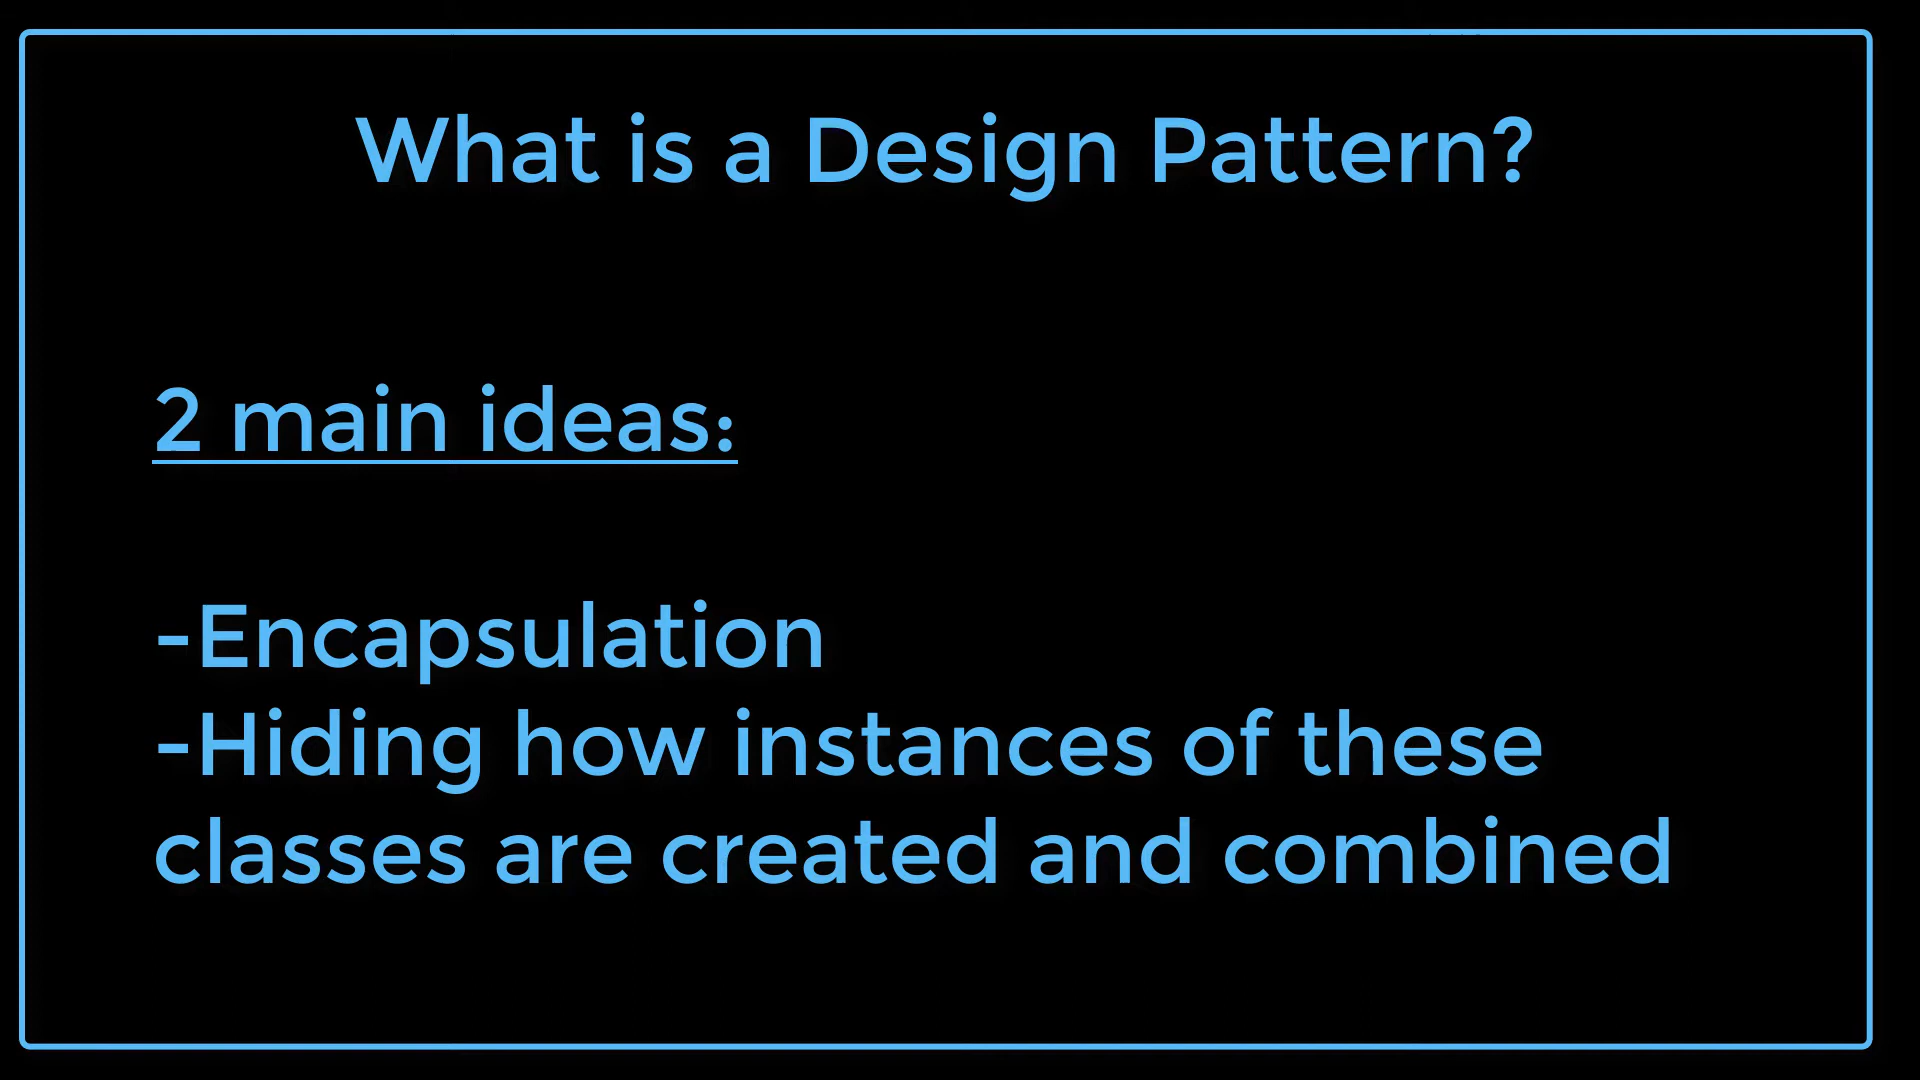 What is a Design Pattern?
2 main ideas:
-Encapsulation
-Hiding how instances of these
classes are created and combined